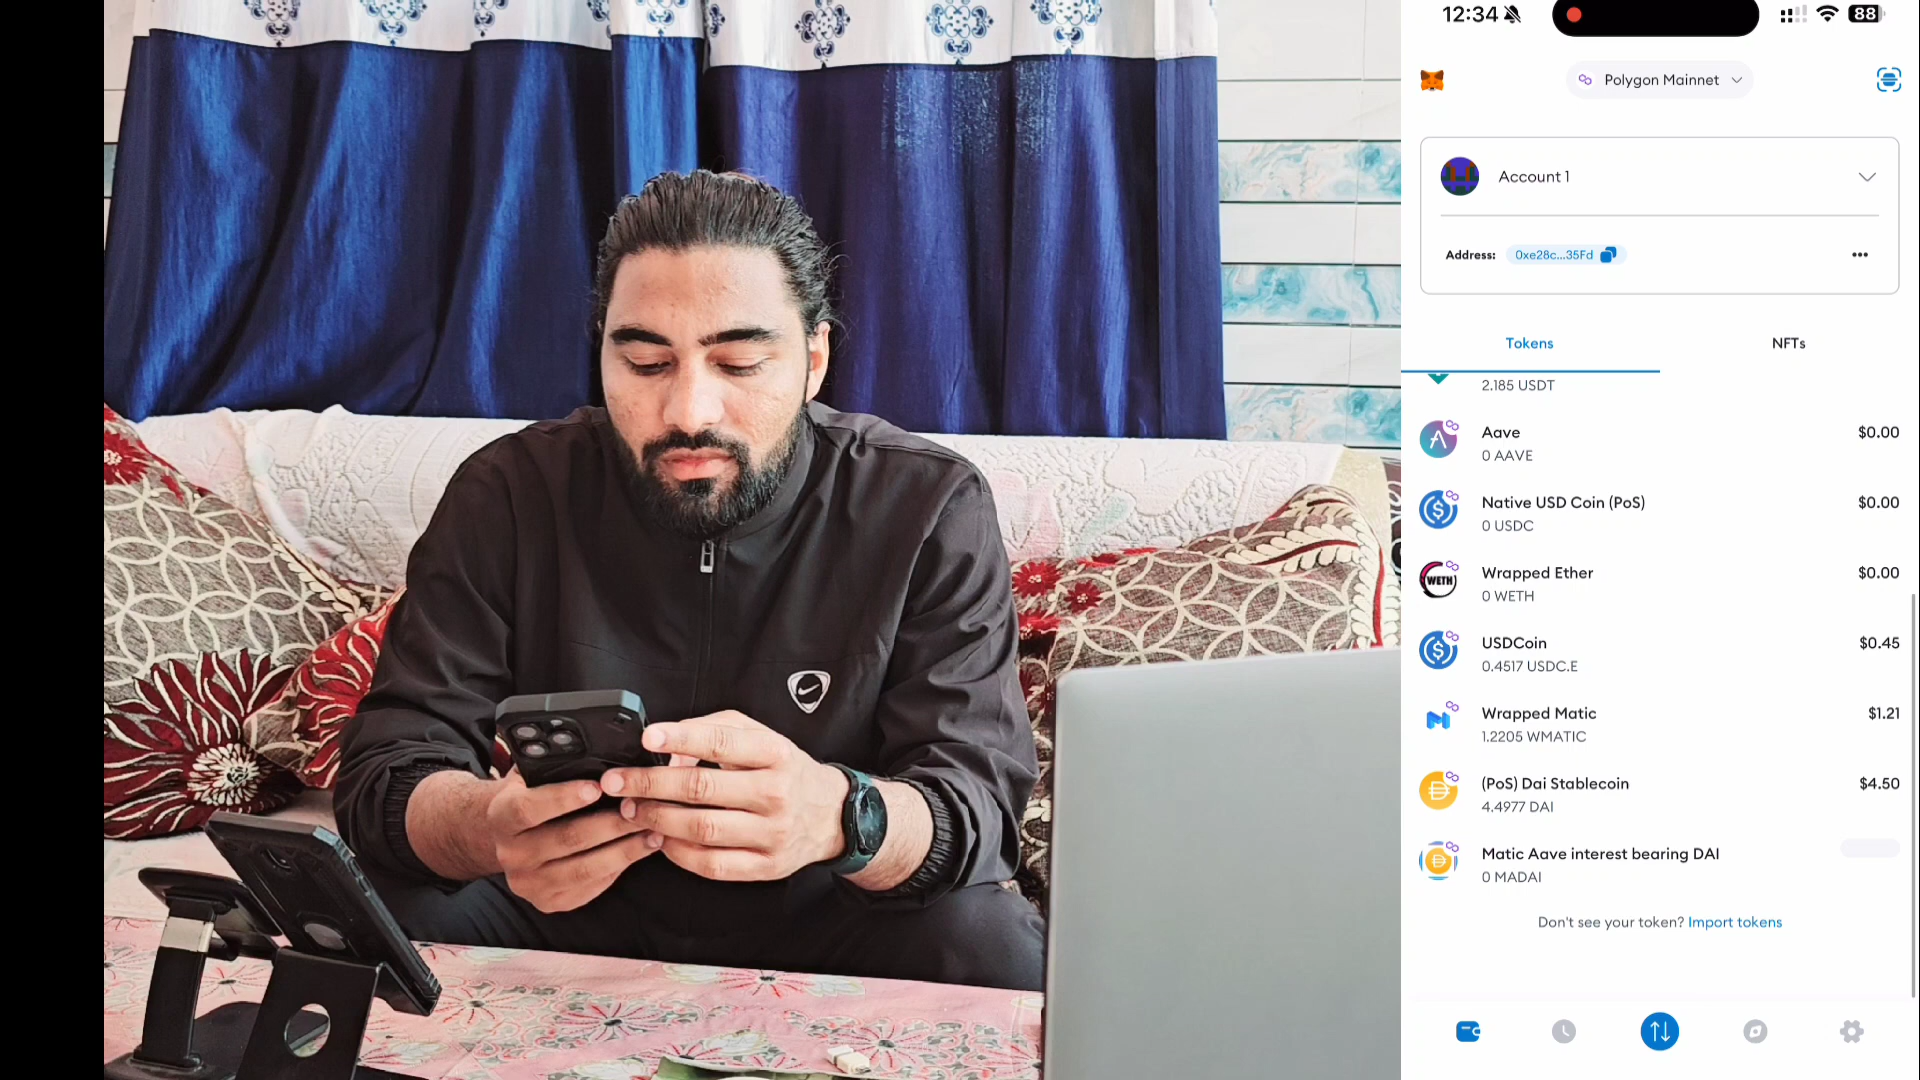 12:34
88
Polygon Mainnet
Account 1
Address: 0xe28c...35Fd
Tokens
NFTs
2.185 USDT
Aave
$0.00
0 AAVE
Native USD Coin (PoS)
$0.00
0 USDC
WETH
Wrapped Ether
$0.00
0 WETH
USDCoin
$0.45
0.4517 USDC.E
Wrapped Matic
$1.21
1.2205 WMATIC
(PoS) Dai Stablecoin
$4.50
4.4977 DAI
Matic Aave interest bearing DAI
0 MADAI
Don't see your token? Import tokens